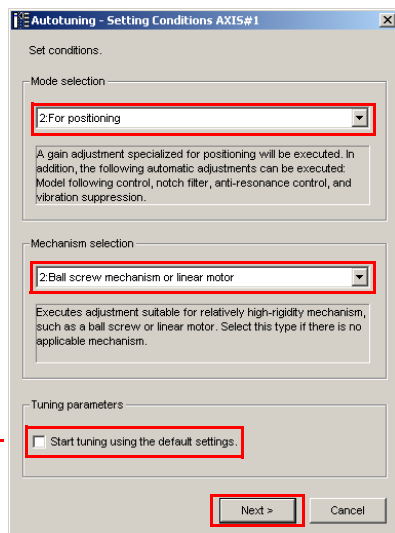 Autotuning - Setting Conditions AXIS#1
Set conditions.
Mode selection
2:For positioning
A gain adjustment specialized for positioning will be executed. In
addition, the following automatic adjustments can be executed:
Model following control, notch filter, anti-resonance control, and
vibration suppression.
Mechanism selection
2:Ball screw mechanism or linear motor
Executes adjustment suitable for relatively high-rigidity mechanism,
such as a ball screw or linear motor. Select this type if there is no
applicable mechanism.
Tuning parameters
Start tuning using the default settings.
Next >
Cancel